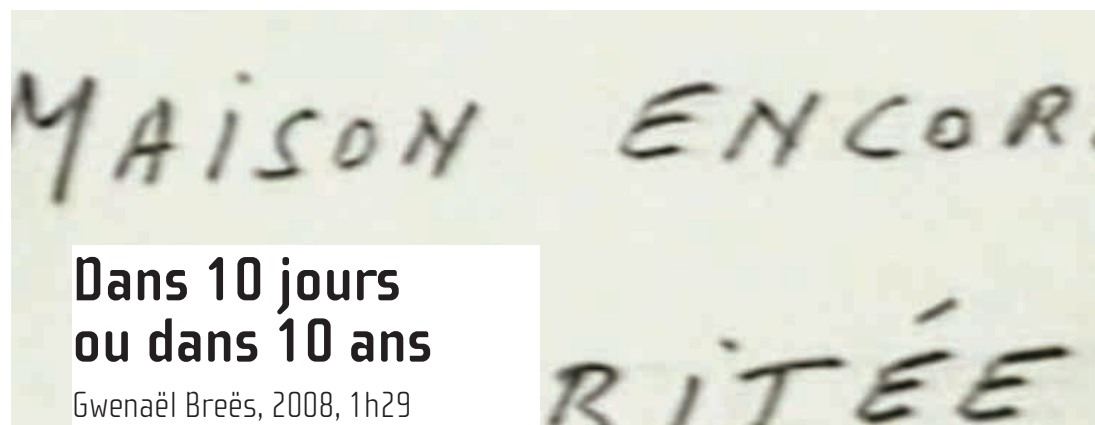 MAiSON ENCOR
Dans 10 jours
ou dans 10 ans
RiTÉE
Gwenaël Breës, 2008, 1h29